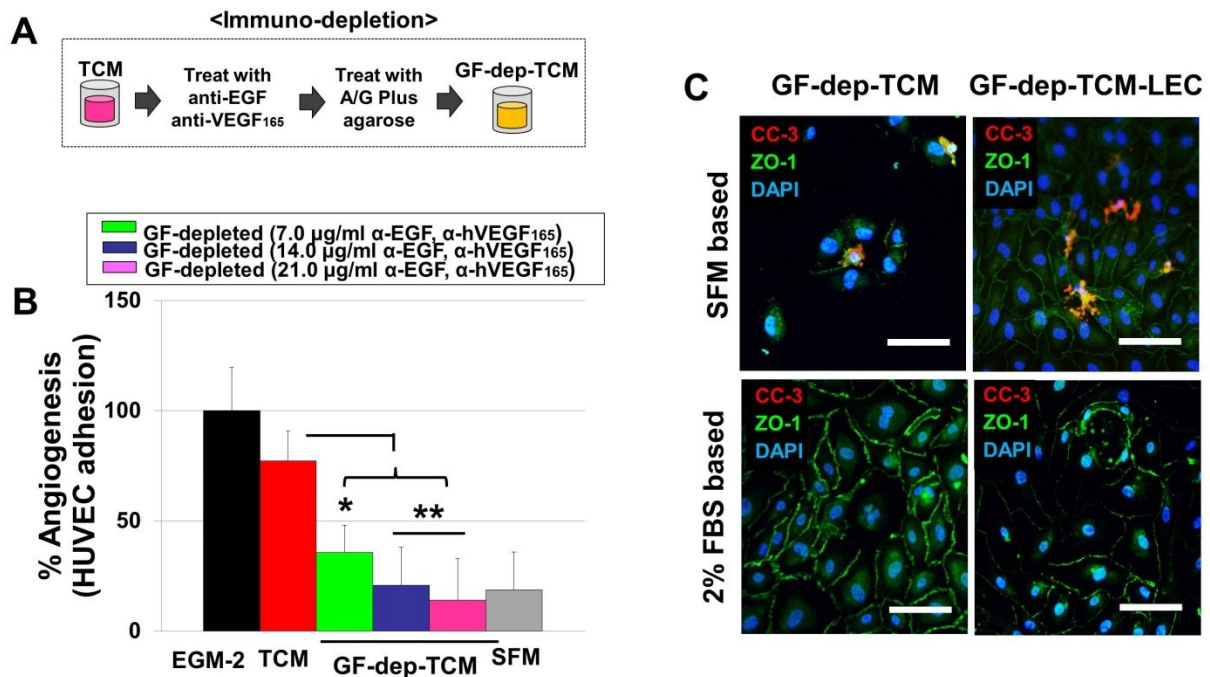 A
<Immuno-depletion>
TCM
Treat with
anti-EGF
anti-VEGF₁₆₅
Treat with
A/G Plus
agarose
GF-dep-TCM
GF-depleted (7.0 µg/ml α-EGF, α-hVEGF₁₆₅)
GF-depleted (14.0 µg/ml α-EGF, α-hVEGF₁₆₅)
GF-depleted (21.0 µg/ml α-EGF, α-hVEGF₁₆₅)
B
% Angiogenesis
(HUVEC adhesion)
150
100
50
0
*
**
EGM-2
TCM
GF-dep-TCM
SFM
C
GF-dep-TCM
GF-dep-TCM-LEC
SFM based
CC-3
ZO-1
DAPI
CC-3
ZO-1
DAPI
2% FBS based
CC-3
ZO-1
DAPI
CC-3
ZO-1
DAPI